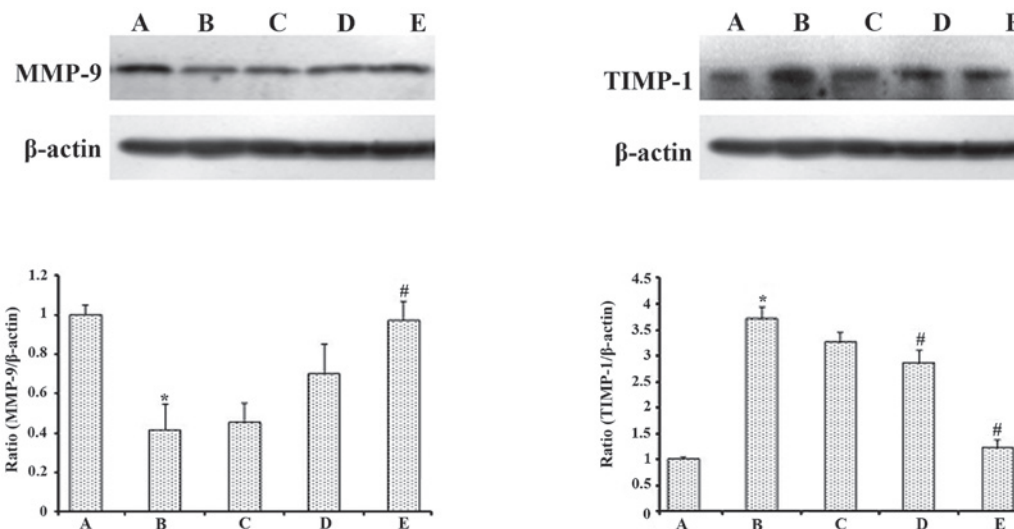 A B C D E
MMP-9
β-actin
A B C D E
TIMP-1
β-actin
Ratio (MMP-9/β-actin)
1.2
1
0.8
0.6
0.4
0.2
0
*
#
A B C D E
Ratio (TIMP-1/β-actin)
4.5
4
3.5
3
2.5
2
1.5
1
0.5
0
*
#
#
A B C D E